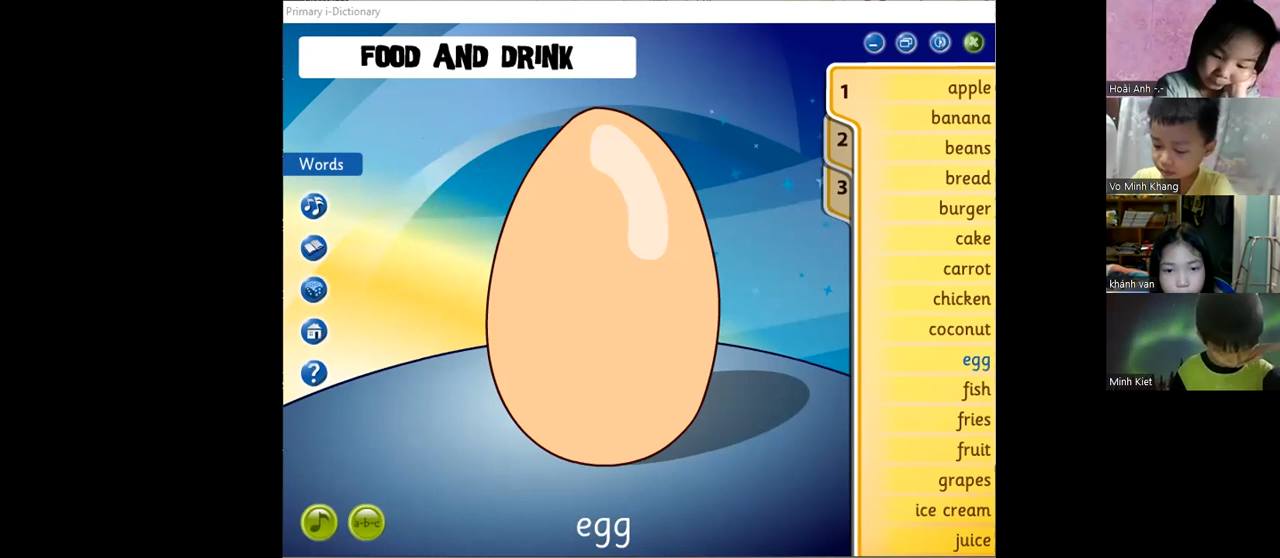 Primary i-Dictionary
FOOD AND DRINK
Words
1
2
3
apple
banana
beans
bread
burger
cake
carrot
chicken
coconut
egg
fish
fries
fruit
grapes
ice cream
juice
?
a-b-c
egg
Hoài Anh -.-
Vo Minh Khang
khánh van
Minh Kiet